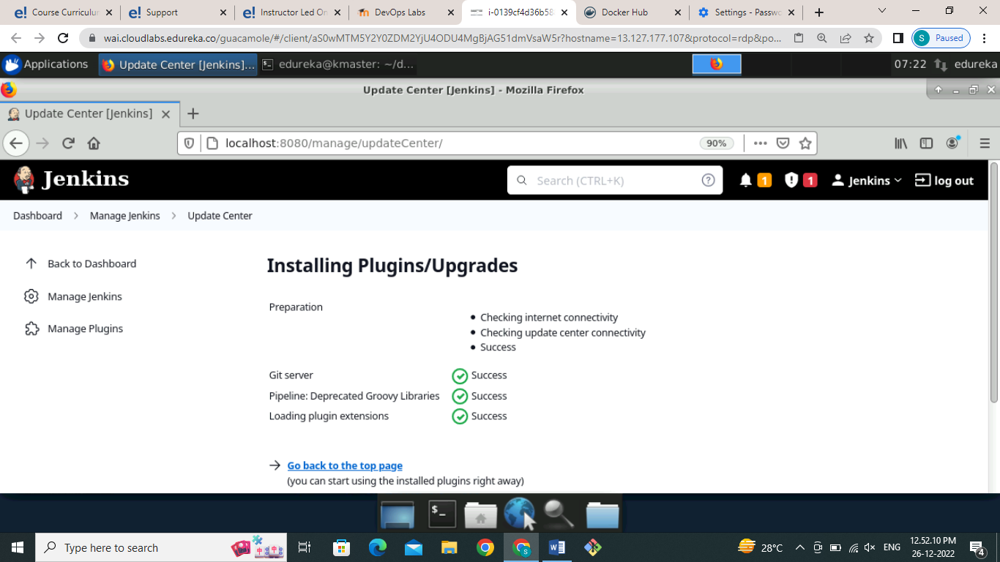 Course Curriculu
Support
Instructor Led On
DevOps Labs
i-0139cf4d36b58
Docker Hub
Settings - Passwo
wai.cloudlabs.edureka.co/guacamole/#/client/aS0wMTM5Y2Y0ZDM2YjU4ODU4MgBjAG51dmVsaW5r?hostname=13.127.177.107&protocol=rdp&po...
S
Paused
Applications
Update Center [Jenkins]...
edureka@kmaster: ~/d...
07:22
edureka
Update Center [Jenkins] - Mozilla Firefox
Update Center [Jenkins]
localhost:8080/manage/updateCenter/
90%
Jenkins
Search (CTRL+K)
1
1
Jenkins
log out
Dashboard
Manage Jenkins
Update Center
Back to Dashboard
Manage Jenkins
Manage Plugins
Installing Plugins/Upgrades
Preparation
Checking internet connectivity
Checking update center connectivity
Success
Git server Success
Pipeline: Deprecated Groovy Libraries Success
Loading plugin extensions Success
Go back to the top page
(you can start using the installed plugins right away)
Type here to search
28°C
ENG
12.52.10 PM
26-12-2022
4